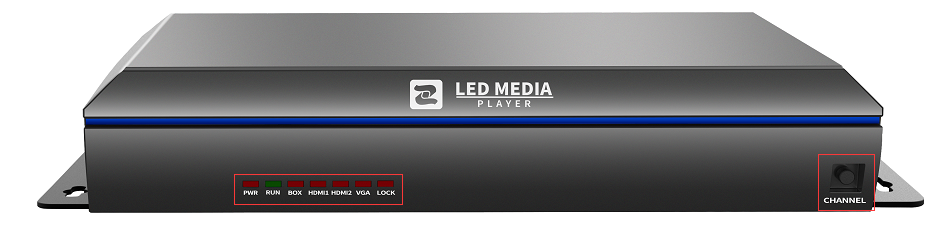 LED MEDIA
PLAYER
PWR RUN BOX HDMI1 HDMI2 VGA LOCK
CHANNEL